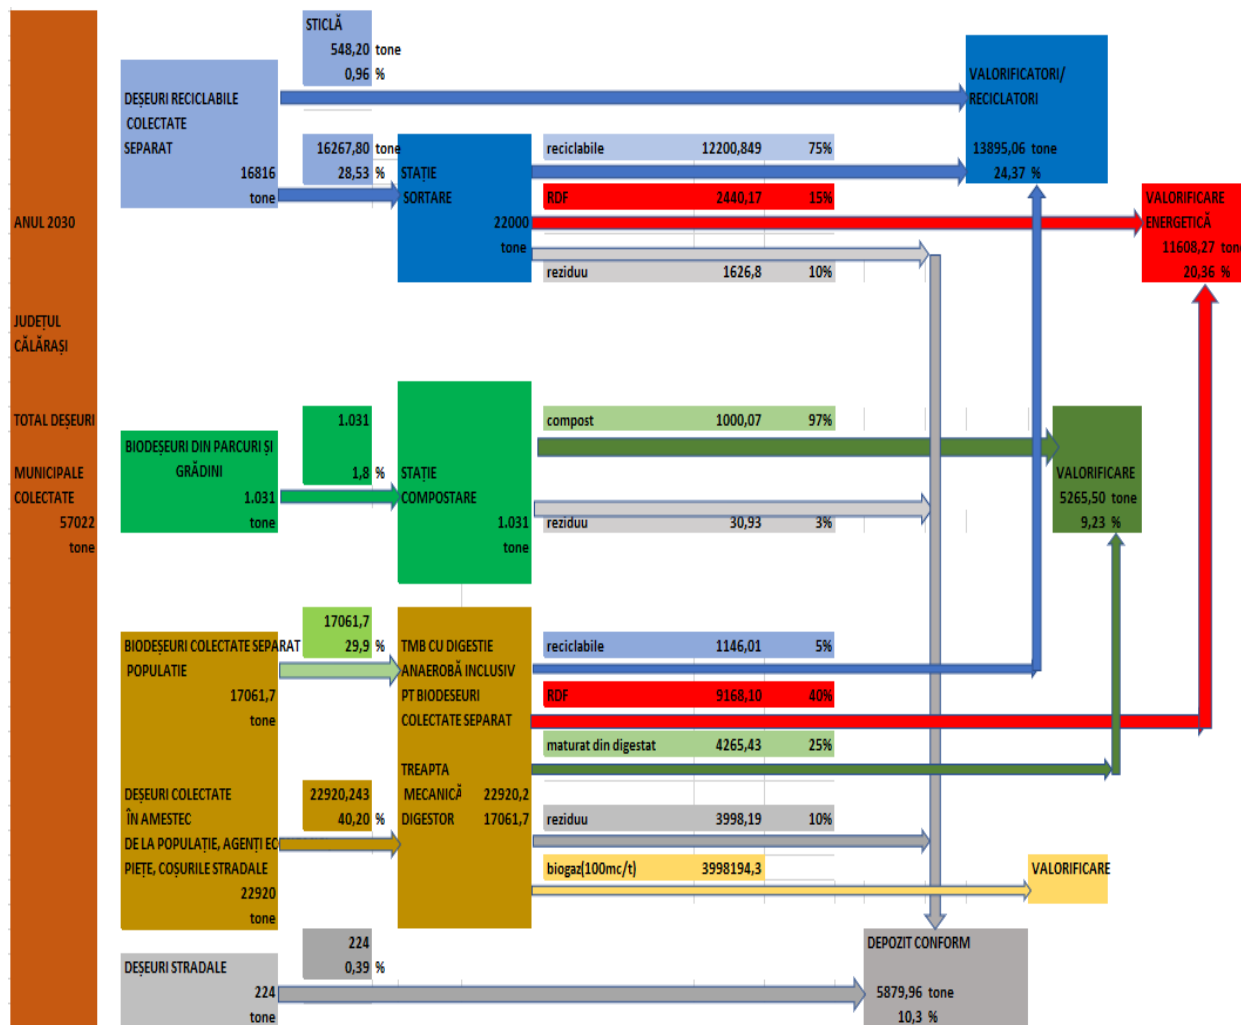 ANUL 2030
JUDEȚUL
CĂLĂRAȘI
TOTAL DEȘEURI
MUNICIPALE
COLECTATE
57022
tone
DEȘEURI RECICLABILE
COLECTATE
SEPARAT
16816
tone
STICLĂ
548,20 tone
0,96 %
16267,80 tone
28,53 %
STAȚIE
SORTARE
22000
tone
reciclabile 12200,849 75%
RDF 2440,17 15%
reziduu 1626,8 10%
VALORIFICATORI/
RECICLATORI
13895,06 tone
24,37 %
VALORIFICARE
ENERGETICĂ
11608,27 ton
20,36 %
BIODEȘEURI DIN PARCURI ȘI
GRĂDINI
1.031
tone
1.031
1,8 %
STAȚIE
COMPOSTARE
1.031
tone
compost 1000,07 97%
reziduu 30,93 3%
VALORIFICARE
5265,50 tone
9,23 %
BIODEȘEURI COLECTATE SEPARAT
POPULATIE
17061,7
tone
17061,7
29,9 %
DEȘEURI COLECTATE
ÎN AMESTEC
DE LA POPULAȚIE, AGENȚI EC
PIEȚE, COȘURILE STRADALE
22920
tone
22920,243
40,20 %
TMB CU DIGESTIE
ANAEROBĂ INCLUSIV
PT BIODESEURI
COLECTATE SEPARAT
TREAPTA
MECANICĂ 22920,2
DIGESTOR 17061,7
reciclabile 1146,01 5%
RDF 9168,10 40%
maturat din digestat 4265,43 25%
reziduu 3998,19 10%
biogaz(100mc/t) 3998194,3
VALORIFICARE
DEȘEURI STRADALE
224
tone
224
0,39 %
DEPOZIT CONFORM
5879,96 tone
10,3 %